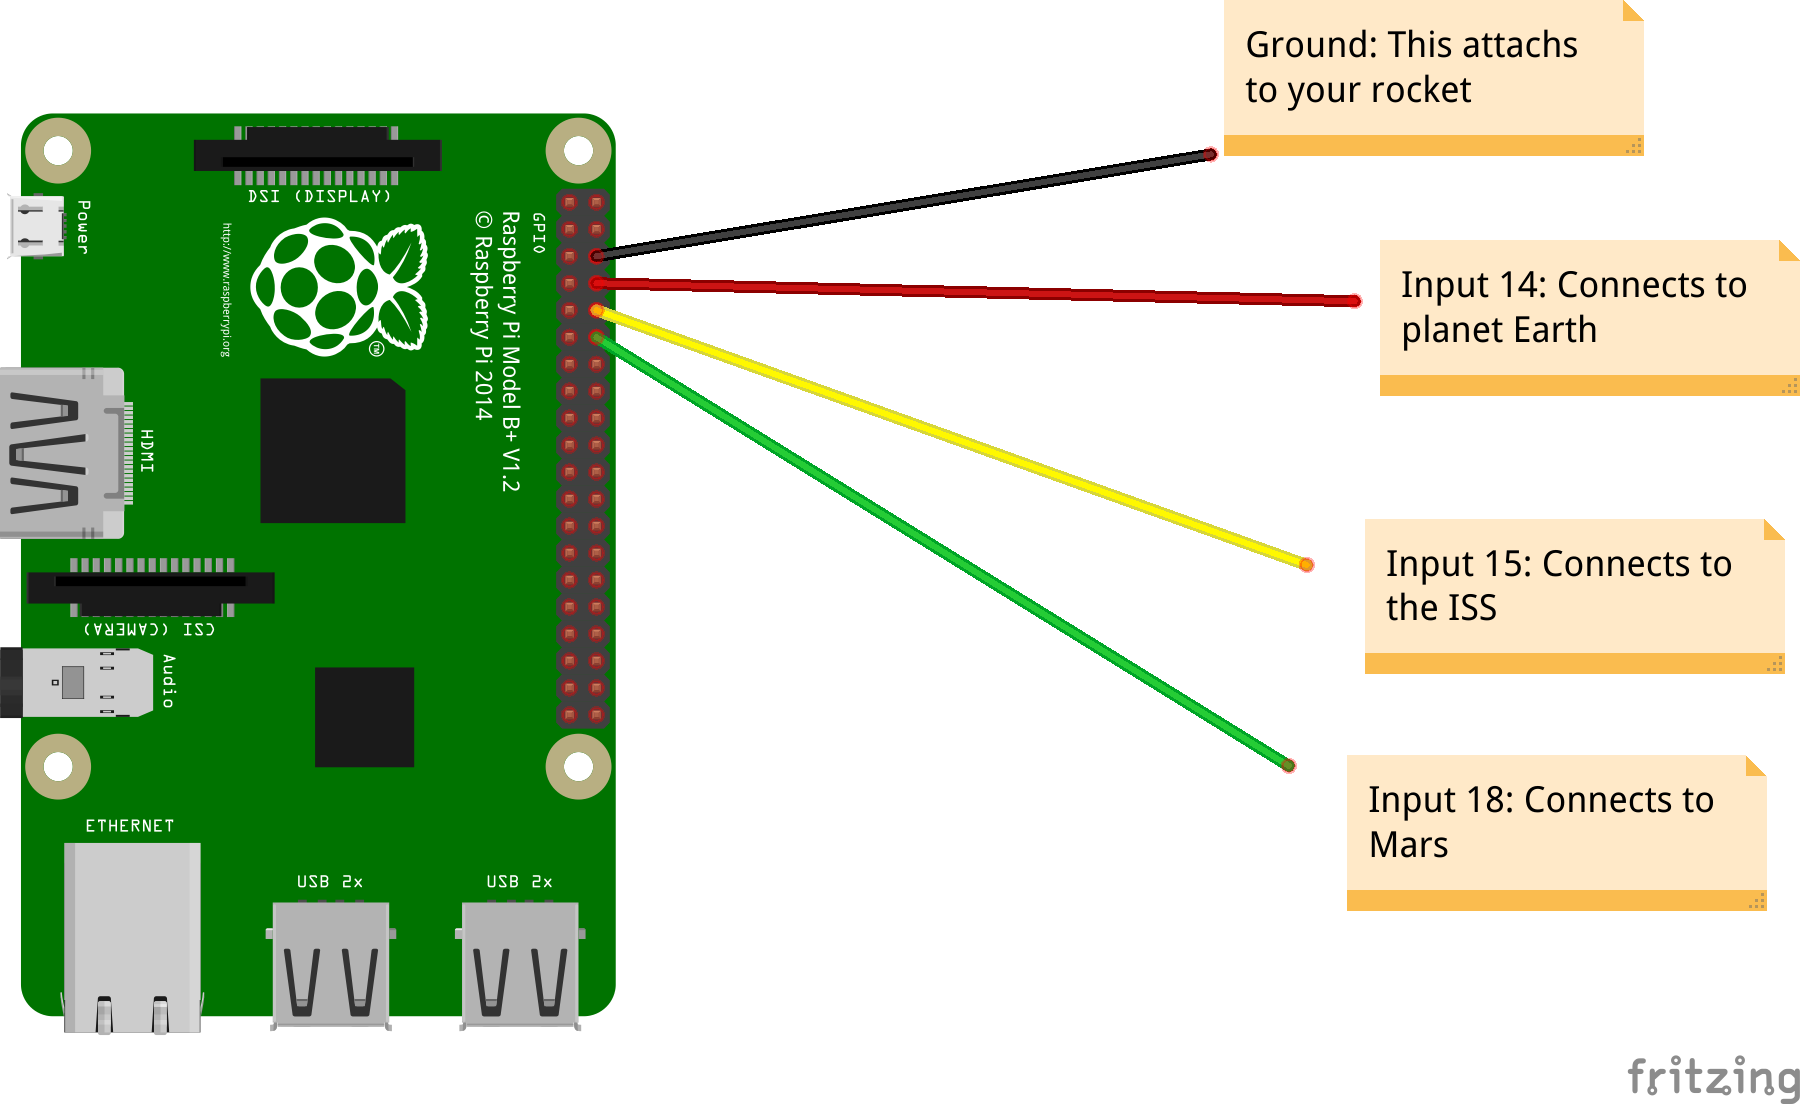 Ground: This attachs
to your rocket
Input 14: Connects to
planet Earth
Input 15: Connects to
the ISS
Input 18: Connects to
Mars
DSI (DISPLAY)
Power
http://www.raspberrypi.org
TM
GPIO
Raspberry Pi Model B+ V1.2
© Raspberry Pi 2014
HDMI
CSI (CAMERA)
Audio
ETHERNET
USB 2x
USB 2x
fritzing